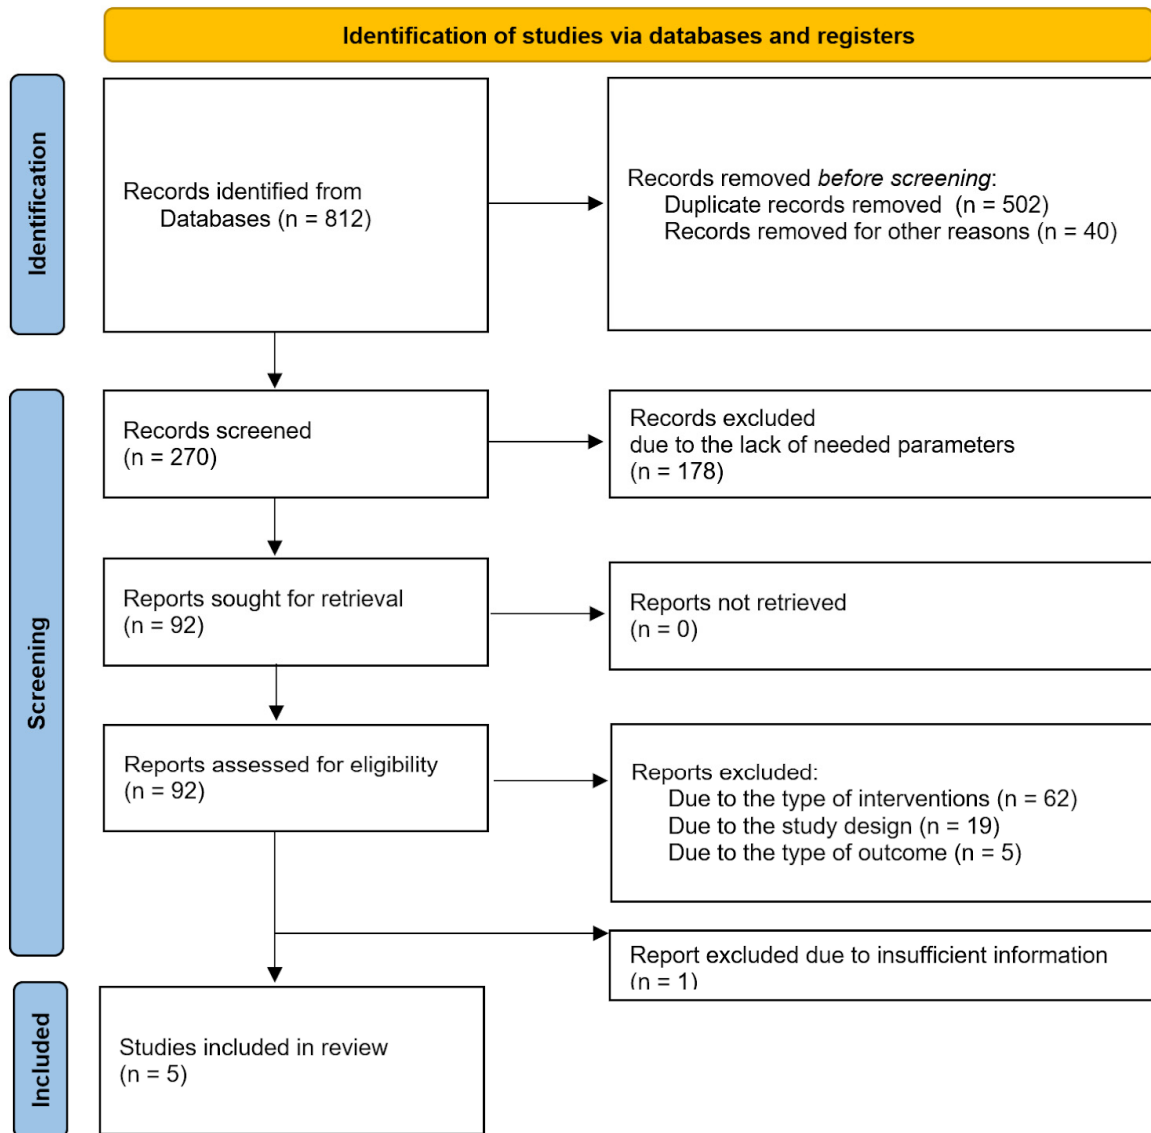 Identification of studies via databases and registers
Identification
Records identified from
Databases (n = 812)
Records removed before screening:
Duplicate records removed (n = 502)
Records removed for other reasons (n = 40)
Screening
Records screened
(n = 270)
Records excluded
due to the lack of needed parameters
(n = 178)
Reports sought for retrieval
(n = 92)
Reports not retrieved
(n = 0)
Reports assessed for eligibility
(n = 92)
Reports excluded:
Due to the type of interventions (n = 62)
Due to the study design (n = 19)
Due to the type of outcome (n = 5)
Report excluded due to insufficient information
(n = 1)
Included
Studies included in review
(n = 5)